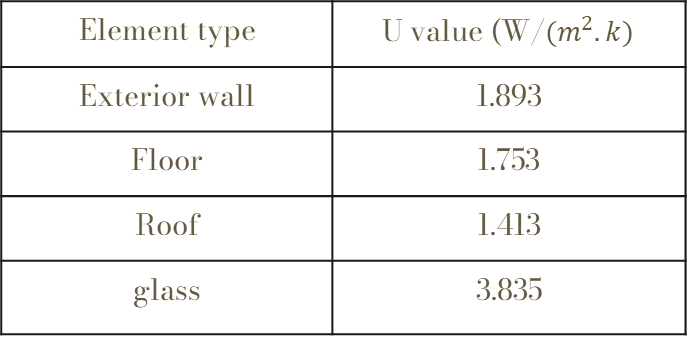 Element type U value (W/(m².k)
Exterior wall 1.893
Floor 1.753
Roof 1.413
glass 3.835